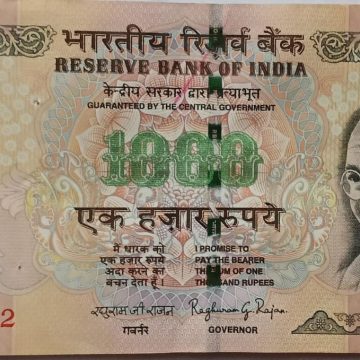 भारतीय रिज़र्व बैंक
RESERVE BANK OF INDIA
केन्द्रीय सरकार द्वारा प्रत्याभूत
GUARANTEED BY THE CENTRAL GOVERNMENT
1000
एक हज़ार रुपये
मैं धारक को
एक हज़ार रुपये
अदा करने का
वचन देता हूँ ।
I PROMISE TO
PAY THE BEARER
THE SUM OF ONE
THOUSAND RUPEES
रघुराम जी राजन
Raghuram G. Rajan
गवर्नर
GOVERNOR
2